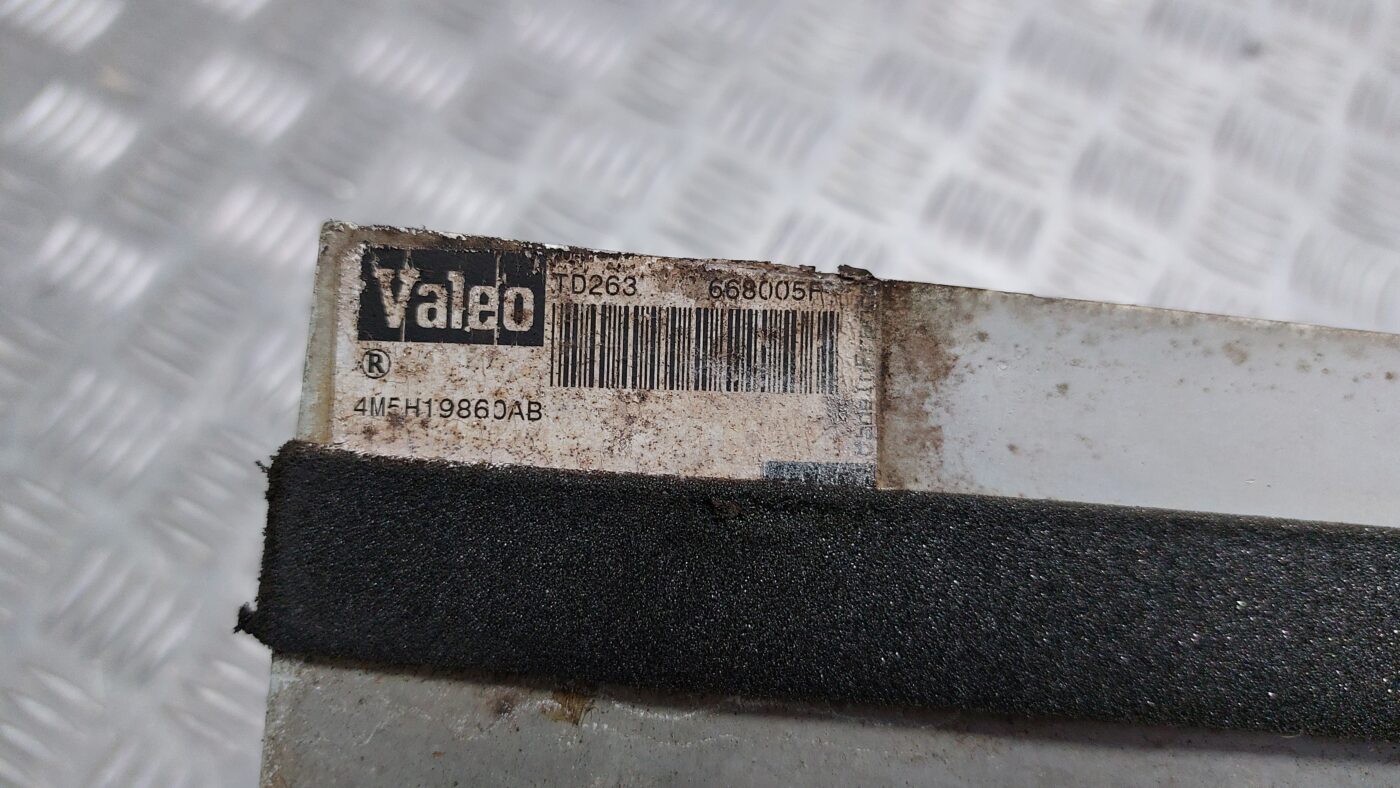 Valeo
TD263 668005F
®
4M5H19860AB